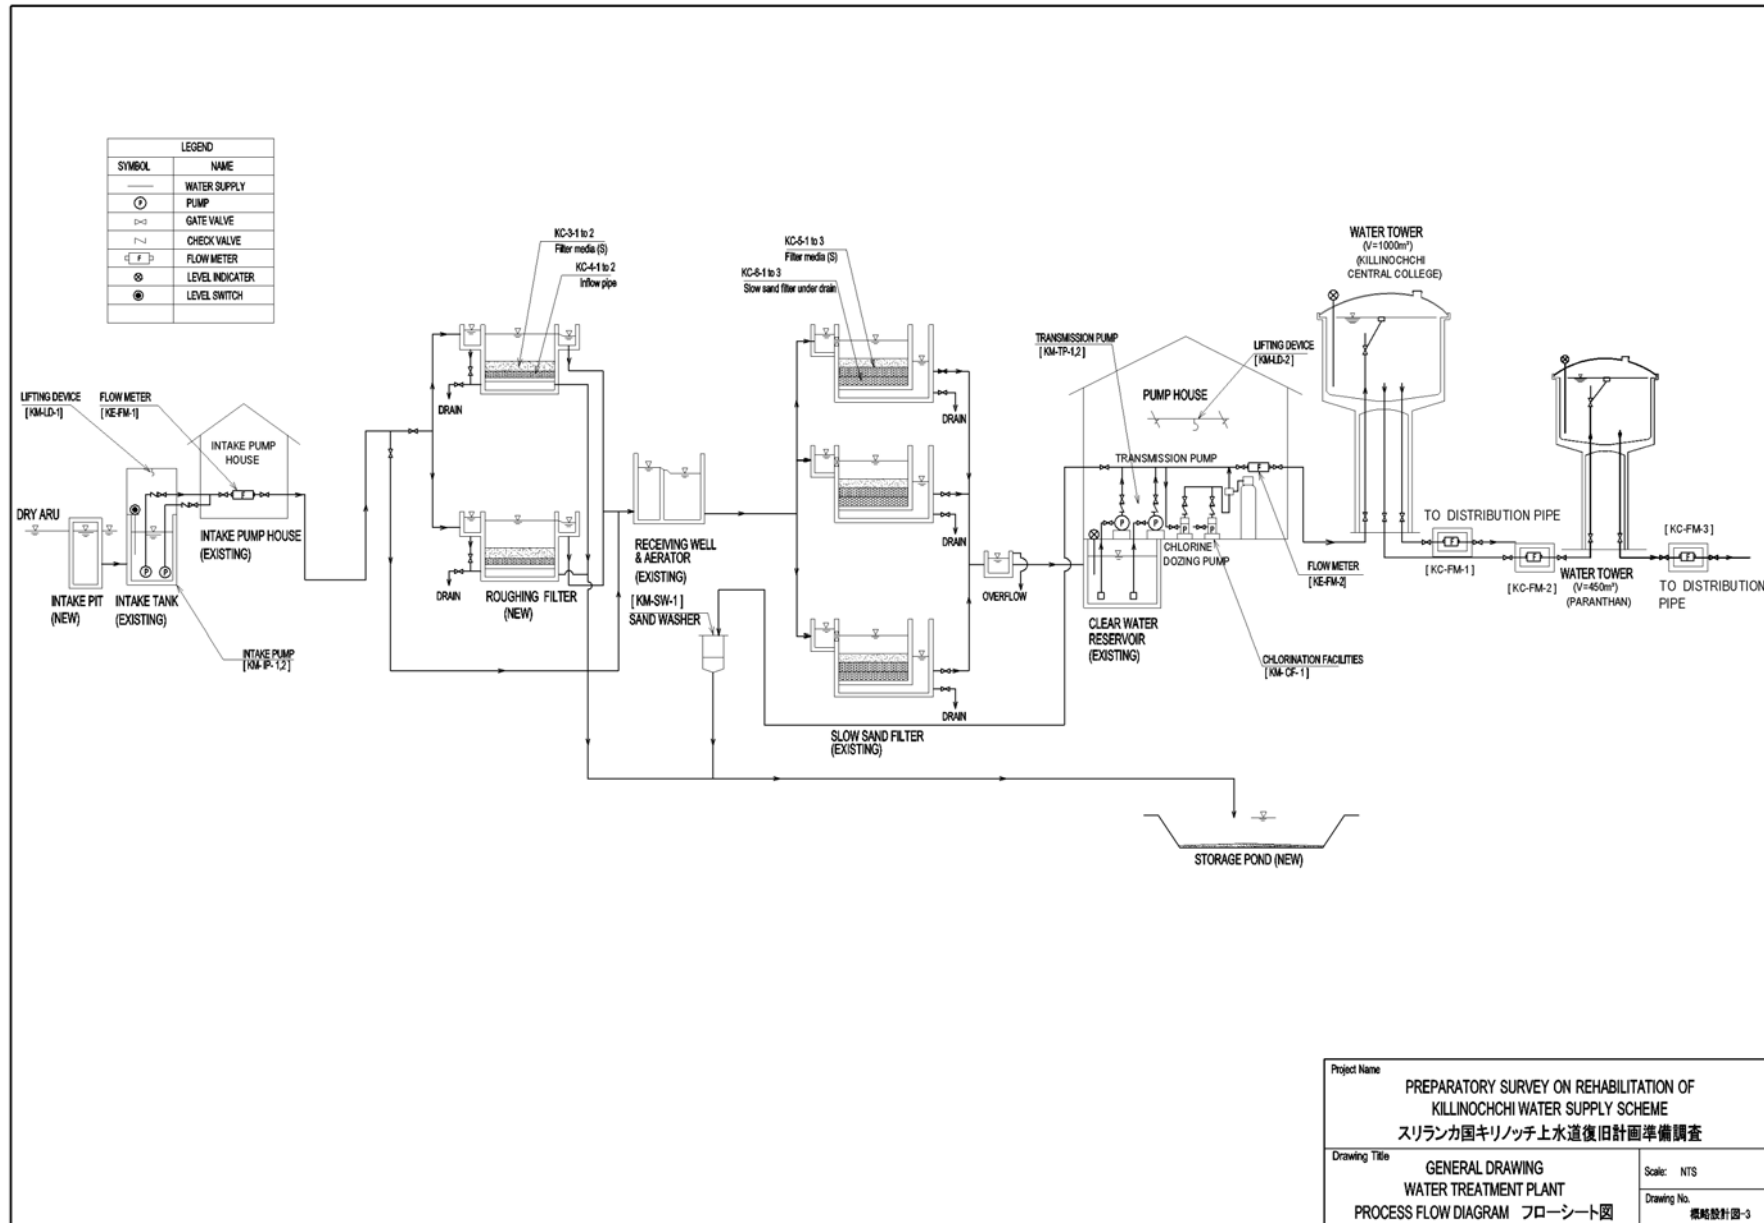 LEGEND
SYMBOL NAME
WATER SUPPLY
P PUMP
GATE VALVE
CHECK VALVE
F FLOW METER
LEVEL INDICATER
LEVEL SWITCH
KC-3-1 to 2
Filter media (S)
KC-4-1 to 2
Inflow pipe
KC-5-1 to 3
Filter media (S)
KC-6-1 to 3
Slow sand filter under drain
WATER TOWER
(V=1000m³)
(KILLINOCHCHI
CENTRAL COLLEGE)
TRANSMISSION PUMP
[KM-TP-1,2]
LIFTING DEVICE
[KM-LD-2]
PUMP HOUSE
TRANSMISSION PUMP
F
LIFTING DEVICE
[KM-LD-1]
FLOW METER
[KE-FM-1]
INTAKE PUMP
HOUSE
F
DRY ARU
P P
INTAKE PUMP HOUSE
(EXISTING)
INTAKE PIT
(NEW)
INTAKE TANK
(EXISTING)
INTAKE PUMP
[KM-IP-1,2]
DRAIN
DRAIN
ROUGHING FILTER
(NEW)
RECEIVING WELL
& AERATOR
(EXISTING)
[KM-SW-1]
SAND WASHER
DRAIN
DRAIN
DRAIN
SLOW SAND FILTER
(EXISTING)
OVERFLOW
P P P P
CHLORINE
DOZING PUMP
CLEAR WATER
RESERVOIR
(EXISTING)
FLOW METER
[KE-FM-2]
CHLORINATION FACILITIES
[KM-CF-1]
TO DISTRIBUTION PIPE
F
[KC-FM-1]
F
[KC-FM-2]
WATER TOWER
(V=450m³)
(PARANTHAN)
[KC-FM-3]
F
TO DISTRIBUTION
PIPE
STORAGE POND (NEW)
Project Name
PREPARATORY SURVEY ON REHABILITATION OF
KILLINOCHCHI WATER SUPPLY SCHEME
スリランカ国キリノッチ上水道復旧計画準備調査
Drawing Title
GENERAL DRAWING
WATER TREATMENT PLANT
PROCESS FLOW DIAGRAM フローシート図
Scale: NTS
Drawing No.
概略設計図-3